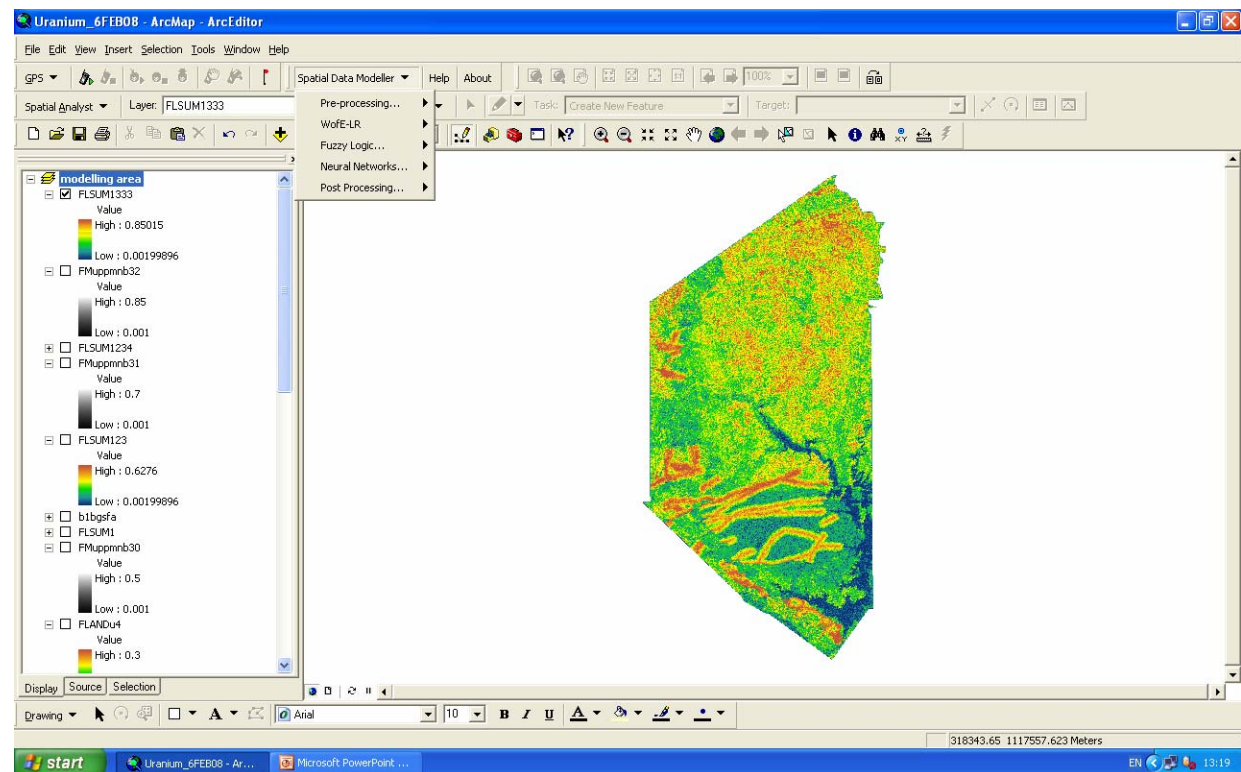 Uranium_6FEB08 - ArcMap - ArcEditor
File Edit View Insert Selection Tools Window Help
GPS Spatial Data Modeller Help About 100%
Spatial Analyst Layer: FLSUM1333 Task: Create New Feature Target:
Pre-processing...
WofE-LR
Fuzzy Logic...
Neural Networks...
Post Processing...
modelling area
FLSUM1333
Value
High : 0.85015
Low : 0.00199896
FMuppmnb32
Value
High : 0.85
Low : 0.001
FLSUM1234
FMuppmnb31
Value
High : 0.7
Low : 0.001
FLSUM123
Value
High : 0.6276
Low : 0.00199896
b1bgsfa
FLSUM1
FMuppmnb30
Value
High : 0.5
Low : 0.001
FLANDu4
Value
High : 0.3
Display Source Selection
Drawing A Arial 10 B I U A
318343.65 1117557.623 Meters
start Uranium_6FEB08 - Ar... Microsoft PowerPoint ... EN 13:19